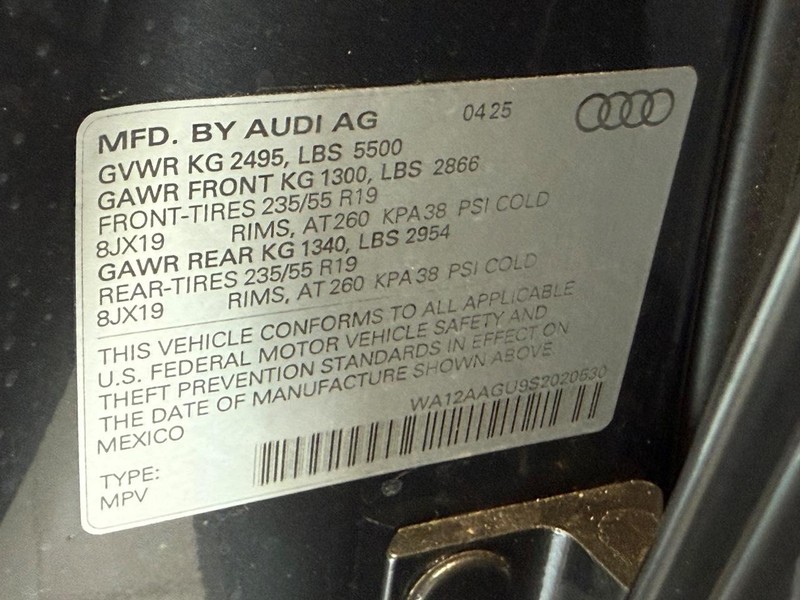 MFD. BY AUDI AG 0425
GVWR KG 2495, LBS 5500
GAWR FRONT KG 1300, LBS 2866
FRONT-TIRES 235/55 R19
8JX19 RIMS, AT 260 KPA 38 PSI COLD
GAWR REAR KG 1340, LBS 2954
REAR-TIRES 235/55 R19
8JX19 RIMS, AT 260 KPA 38 PSI COLD
THIS VEHICLE CONFORMS TO ALL APPLICABLE
U.S. FEDERAL MOTOR VEHICLE SAFETY AND
THEFT PREVENTION STANDARDS IN EFFECT ON
THE DATE OF MANUFACTURE SHOWN ABOVE.
MEXICO WA12AAGU9S2020630
TYPE:
MPV